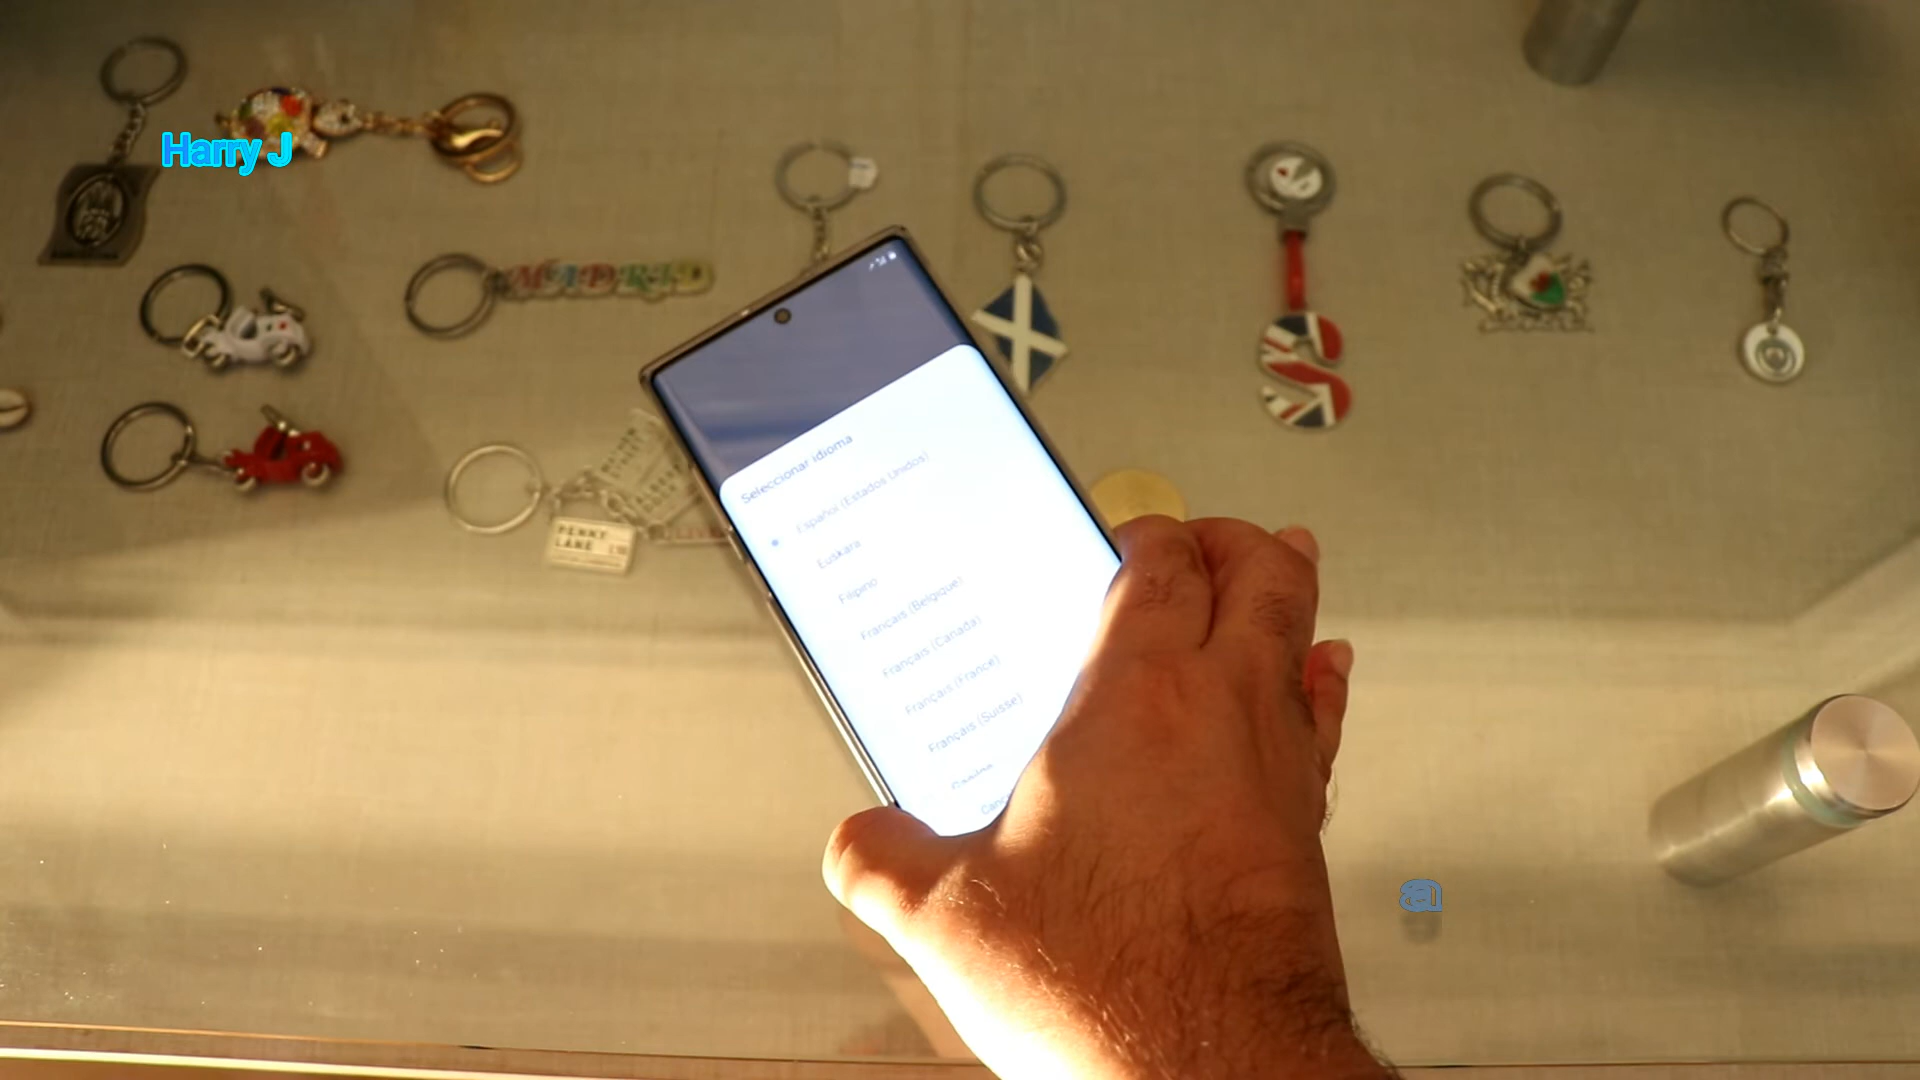 Harry J
MADRID
PENNY
LANE
Seleccionar idioma
Español (Estados Unidos)
Euskara
Filipino
Français (Belgique)
Français (Canada)
Français (France)
Français (Suisse)
a